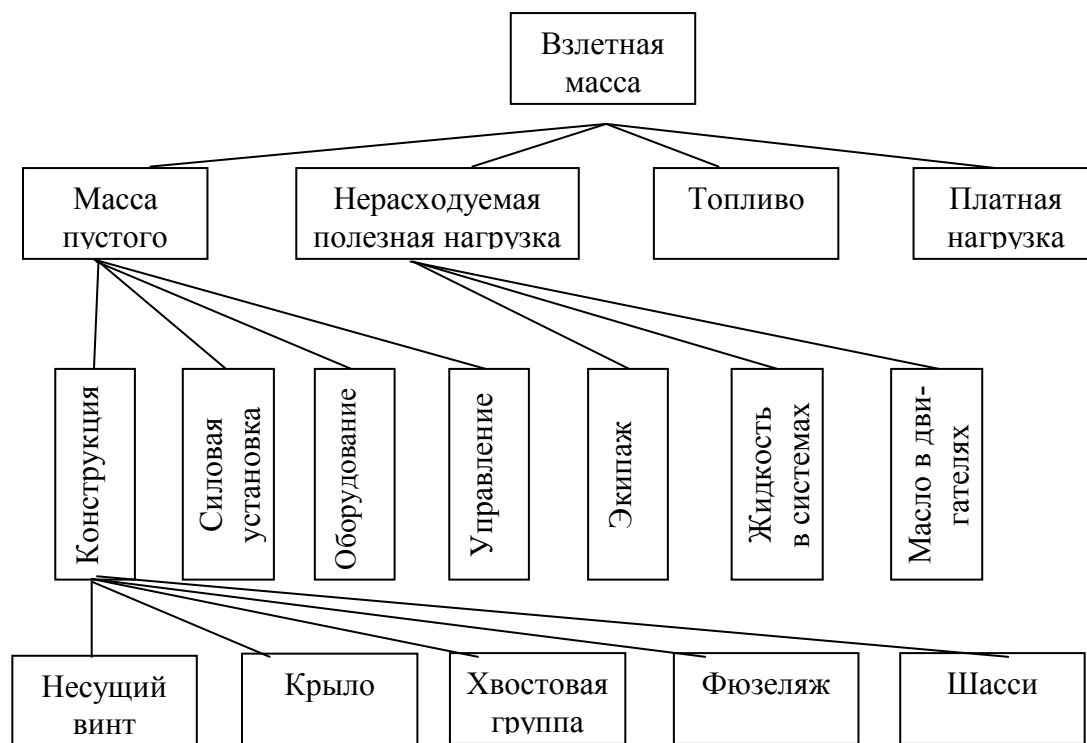 Взлетная
масса
Масса
пустого
Нерасходуемая
полезная нагрузка
Топливо
Платная
нагрузка
Конструкция
Силовая
установка
Оборудование
Управление
Экипаж
Жидкость
в системах
Масло в дви-
гателях
Несущий
винт
Крыло
Хвостовая
группа
Фюзеляж
Шасси